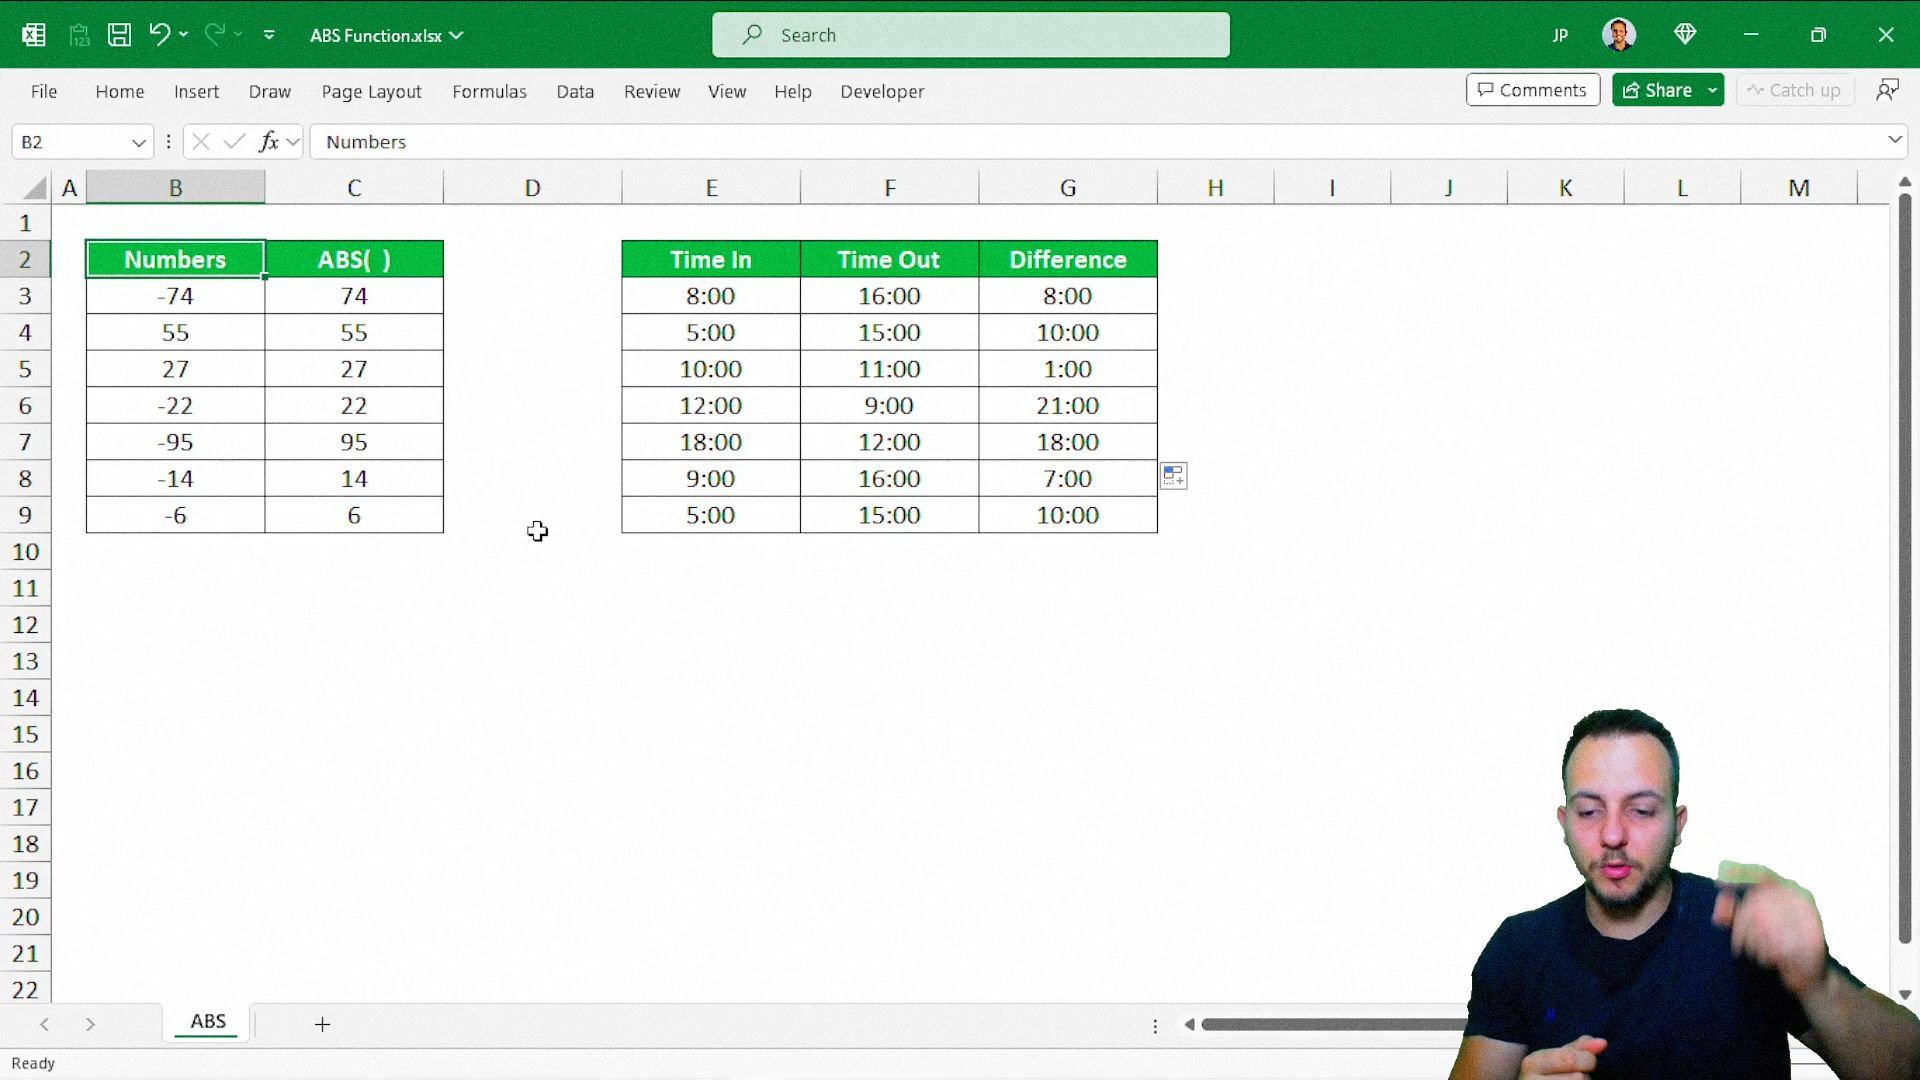 ABS Function.xlsx
Search
JP
File Home Insert Draw Page Layout Formulas Data Review View Help Developer
Comments Share Catch up
B2 fx Numbers
A B C D E F G H I J K L M
1
2 Numbers ABS( ) Time In Time Out Difference
3 -74 74 8:00 16:00 8:00
4 55 55 5:00 15:00 10:00
5 27 27 10:00 11:00 1:00
6 -22 22 12:00 9:00 21:00
7 -95 95 18:00 12:00 18:00
8 -14 14 9:00 16:00 7:00
9 -6 6 5:00 15:00 10:00
10
11
12
13
14
15
16
17
18
19
20
21
22
ABS
Ready